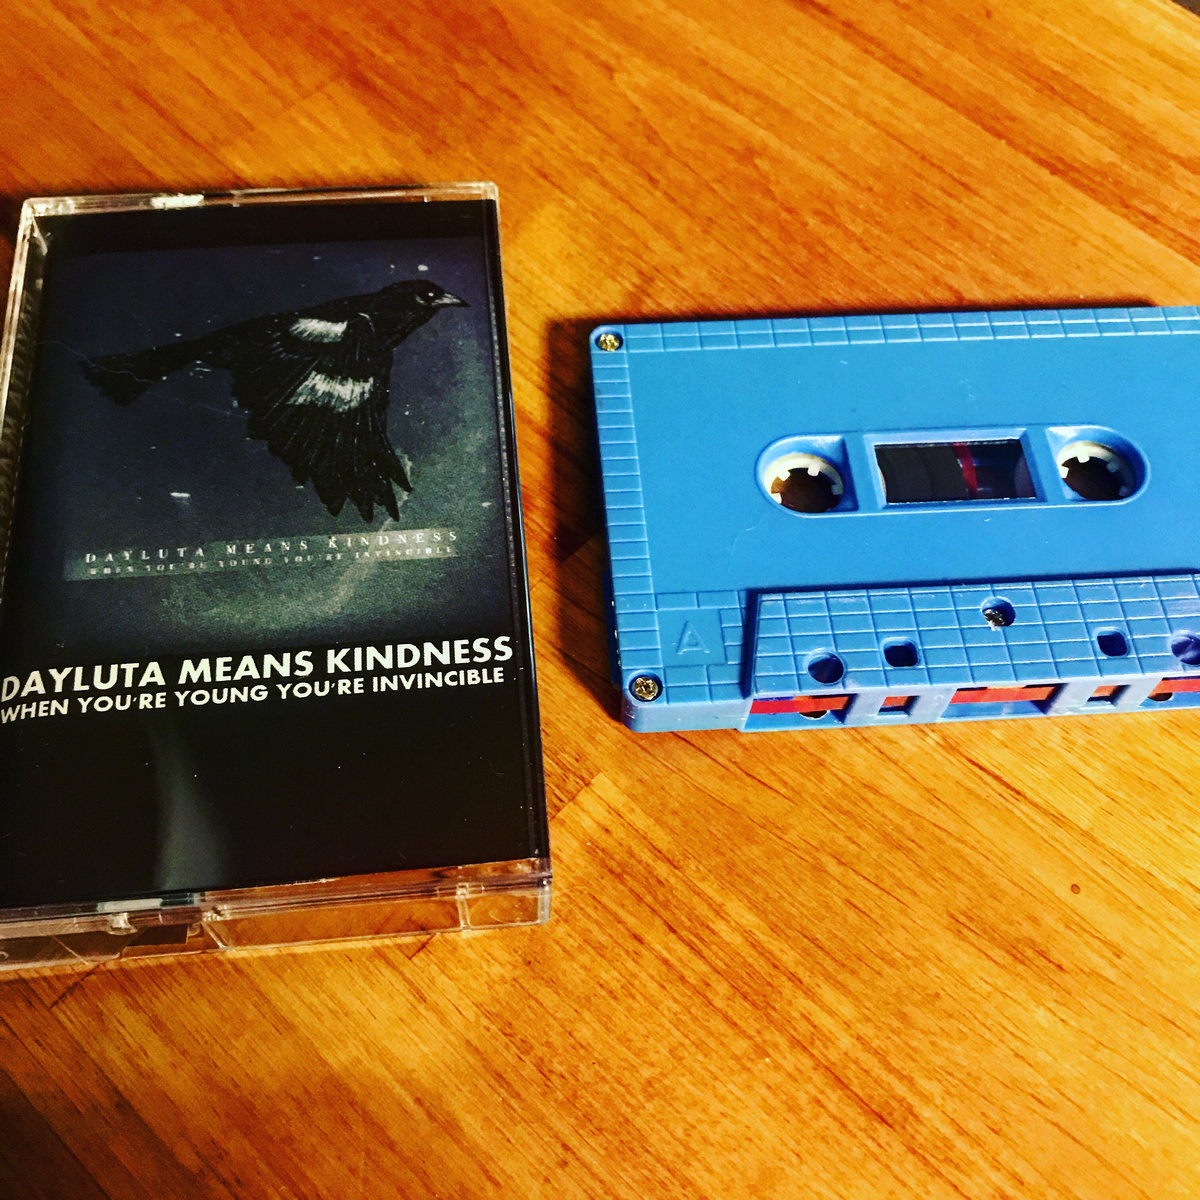 DAYLUTA MEANS KINDNESS
WHEN YOU'RE YOUNG YOU'RE INVINCIBLE
DAYLUTA MEANS KINDNESS
WHEN YOU'RE YOUNG YOU'RE INVINCIBLE
A